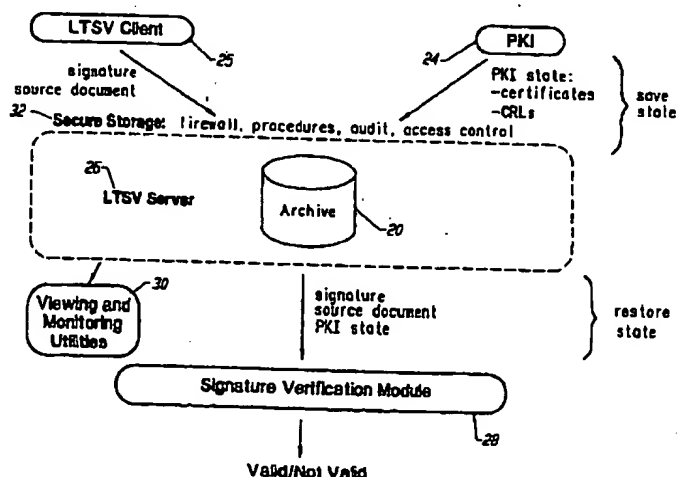 LTSV Client
25
PKI
24
signature
source document
PKI state:
-certificates
-CRLs
save
state
32
Secure Storage: firewall, procedures, audit, access control
26
LTSV Server
Archive
20
30
Viewing and
Monitoring
Utilities
signature
source document
PKI state
restore
state
Signature Verification Module
28
Valid/Not Valid